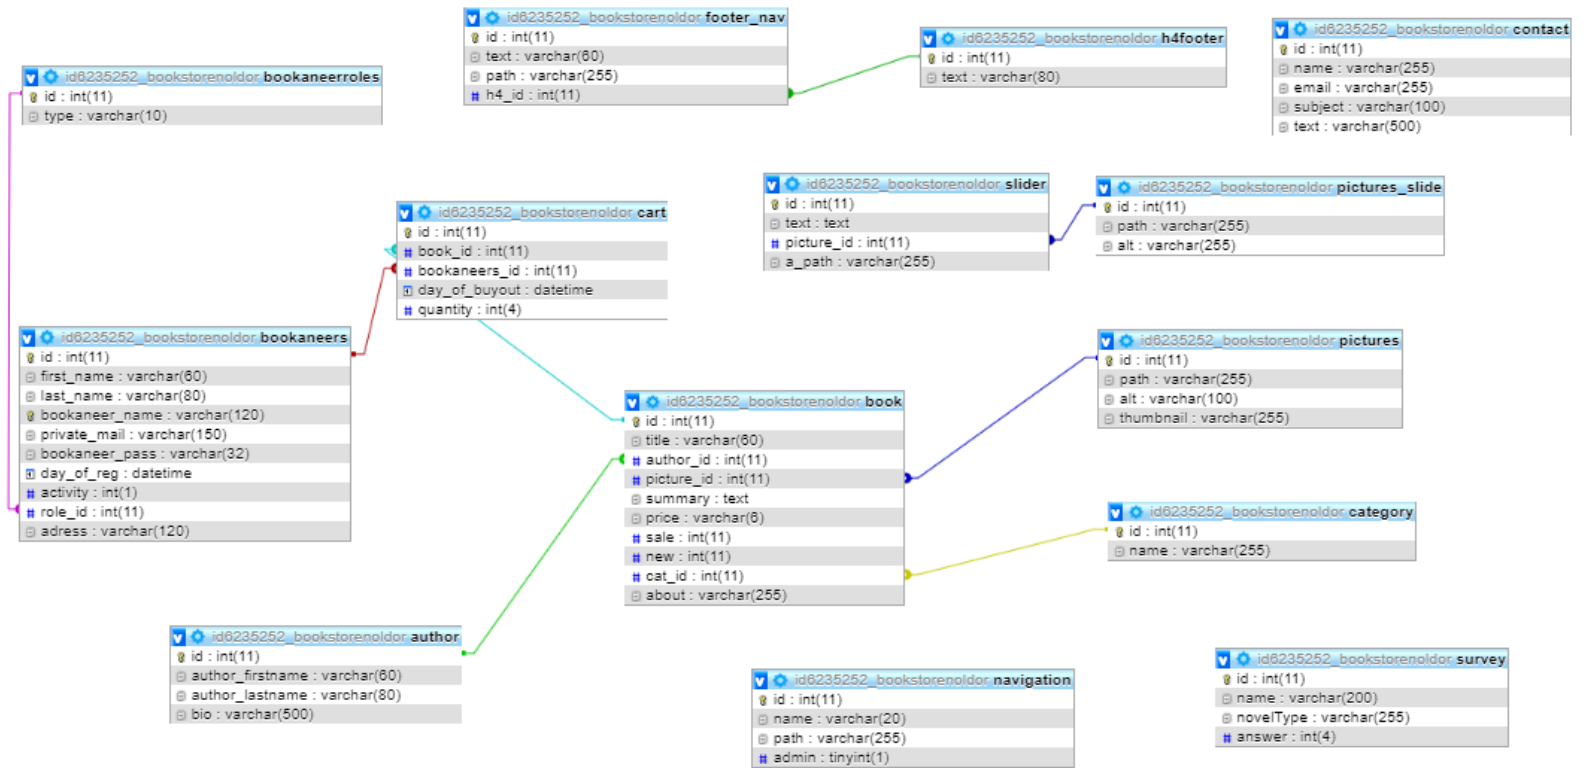 id6235252_bookstorenoldor footer_nav
id : int(11)
text : varchar(60)
path : varchar(255)
h4_id : int(11)
id6235252_bookstorenoldor h4footer
id : int(11)
text : varchar(80)
id6235252_bookstorenoldor contact
id : int(11)
name : varchar(255)
email : varchar(255)
subject : varchar(100)
text : varchar(500)
id6235252_bookstorenoldor bookaneerroles
id : int(11)
type : varchar(10)
id6235252_bookstorenoldor cart
id : int(11)
book_id : int(11)
bookaneers_id : int(11)
day_of_buyout : datetime
quantity : int(4)
id6235252_bookstorenoldor slider
id : int(11)
text : text
picture_id : int(11)
a_path : varchar(255)
id6235252_bookstorenoldor pictures_slide
id : int(11)
path : varchar(255)
alt : varchar(255)
id6235252_bookstorenoldor bookaneers
id : int(11)
first_name : varchar(60)
last_name : varchar(80)
bookaneer_name : varchar(120)
private_mail : varchar(150)
bookaneer_pass : varchar(32)
day_of_reg : datetime
activity : int(1)
role_id : int(11)
adress : varchar(120)
id6235252_bookstorenoldor book
id : int(11)
title : varchar(60)
author_id : int(11)
picture_id : int(11)
summary : text
price : varchar(6)
sale : int(11)
new : int(11)
cat_id : int(11)
about : varchar(255)
id6235252_bookstorenoldor pictures
id : int(11)
path : varchar(255)
alt : varchar(100)
thumbnail : varchar(255)
id6235252_bookstorenoldor category
id : int(11)
name : varchar(255)
id6235252_bookstorenoldor author
id : int(11)
author_firstname : varchar(60)
author_lastname : varchar(80)
bio : varchar(500)
id6235252_bookstorenoldor navigation
id : int(11)
name : varchar(20)
path : varchar(255)
admin : tinyint(1)
id6235252_bookstorenoldor survey
id : int(11)
name : varchar(200)
novelType : varchar(255)
answer : int(4)